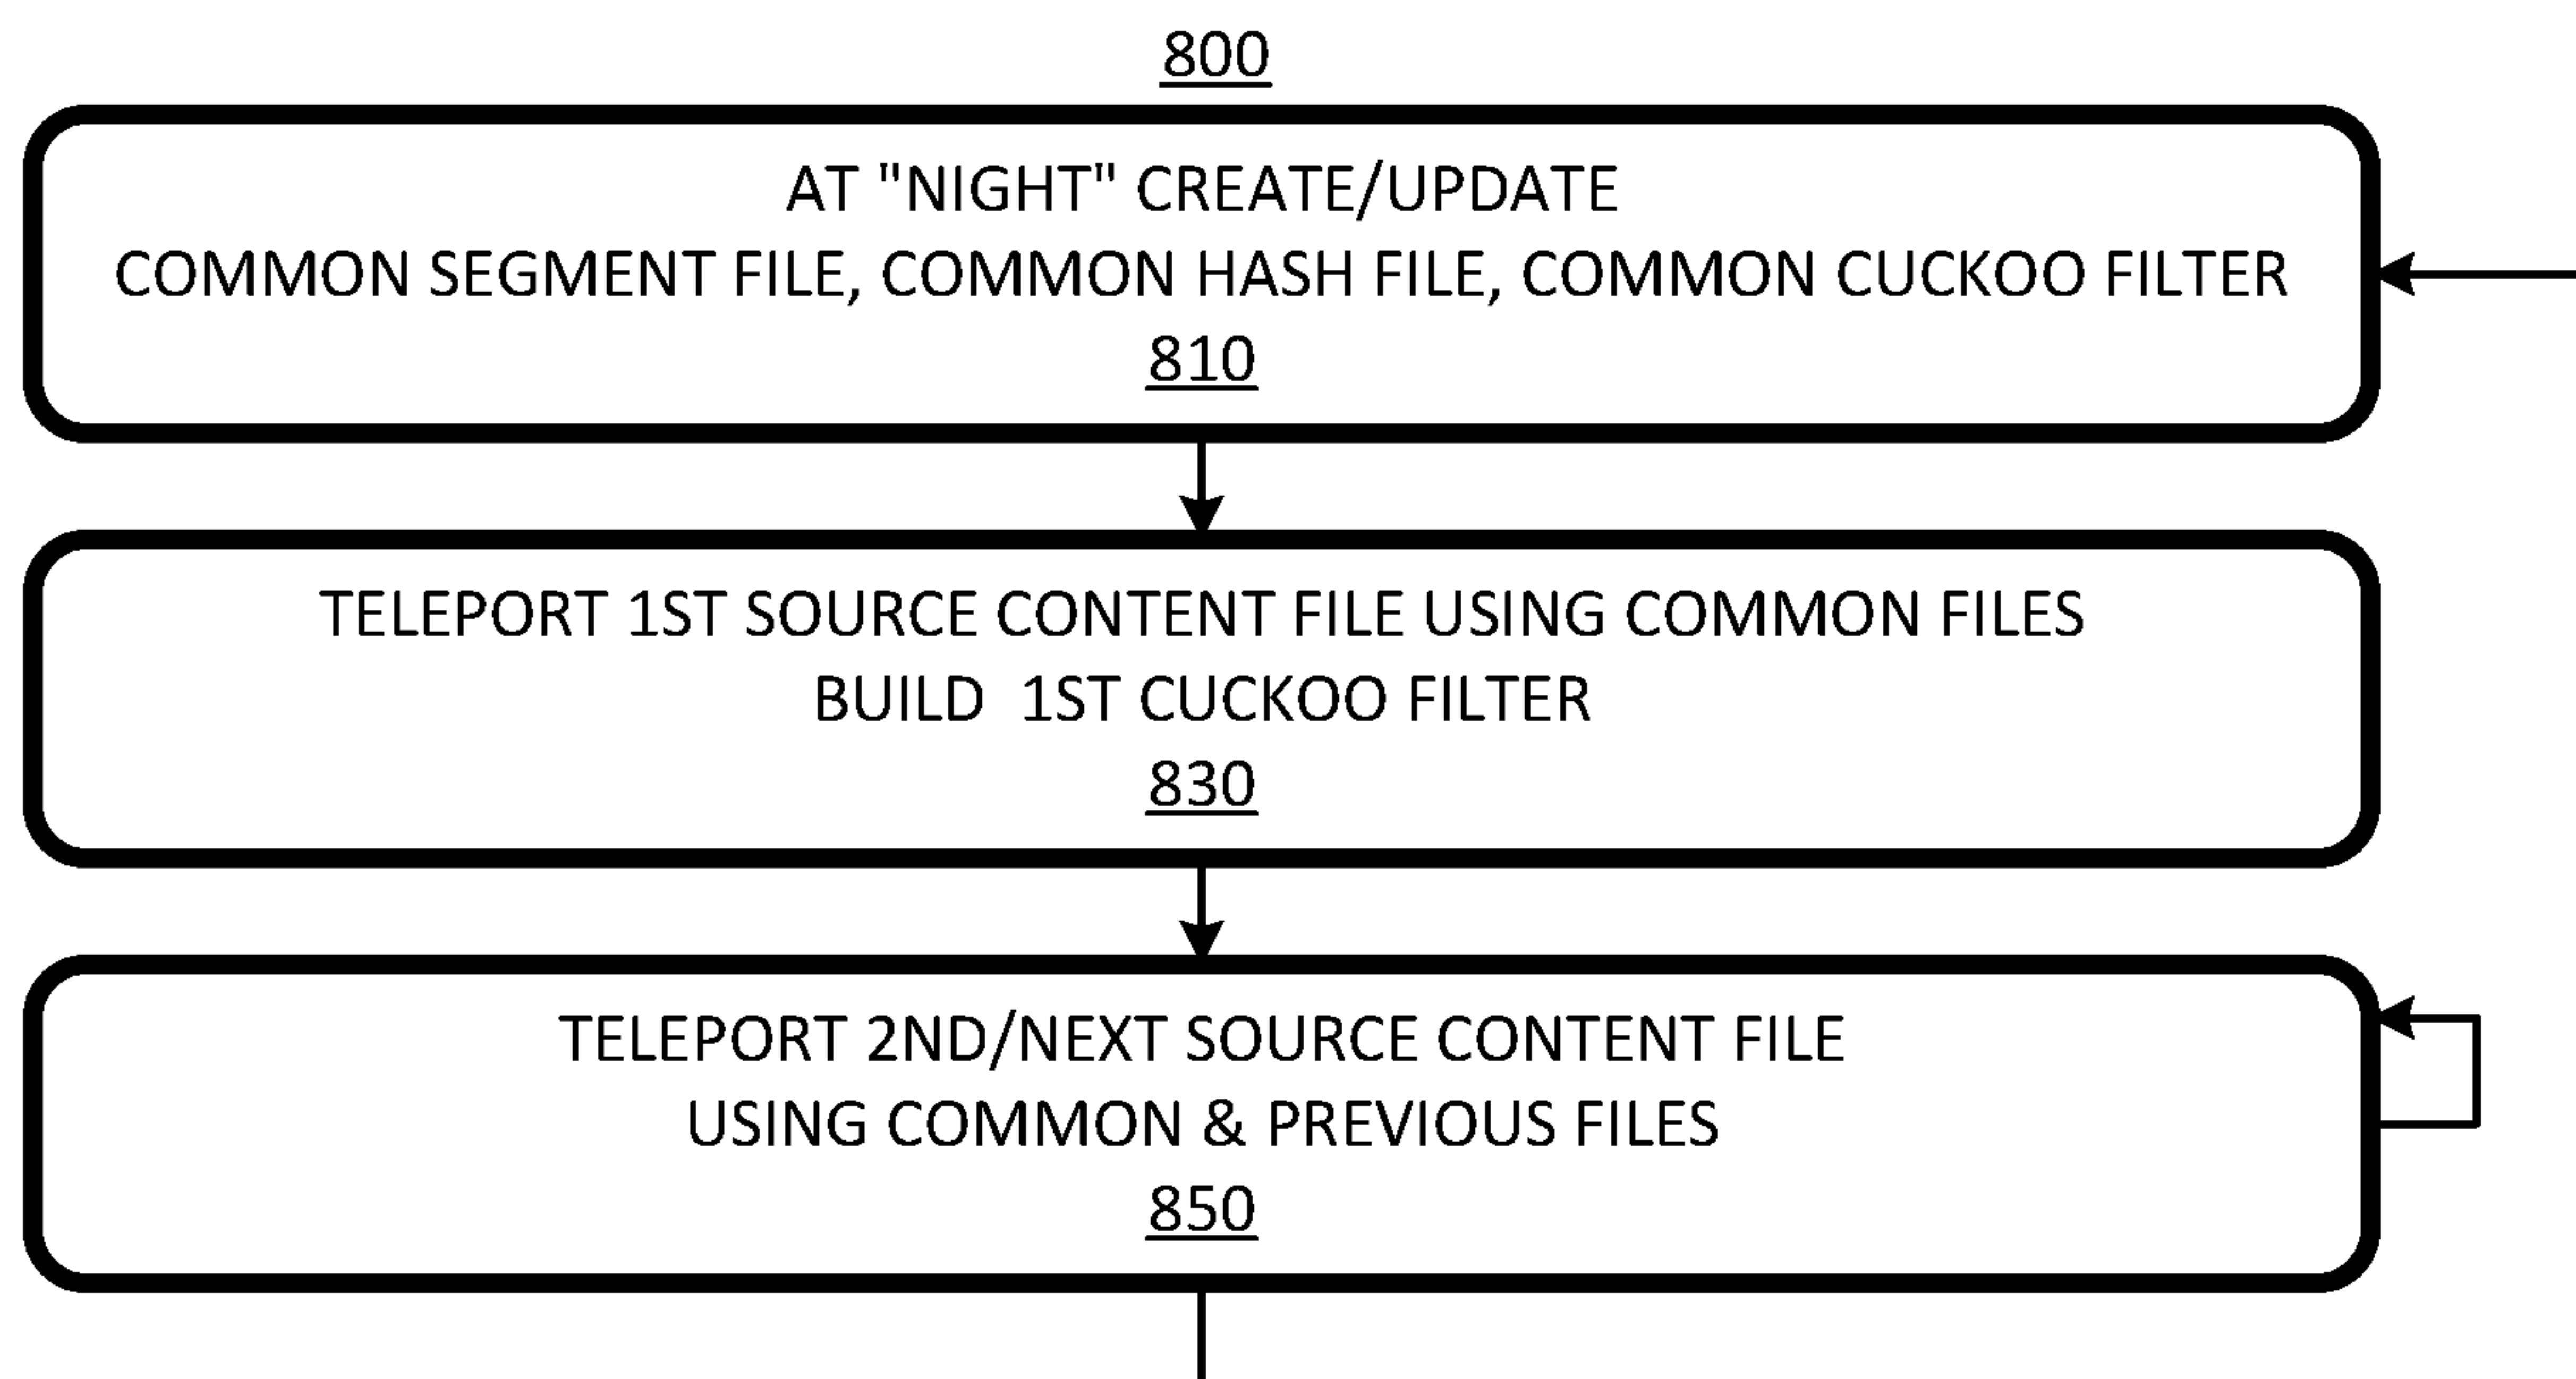 800
AT "NIGHT" CREATE/UPDATE
COMMON SEGMENT FILE, COMMON HASH FILE, COMMON CUCKOO FILTER
810
TELEPORT 1ST SOURCE CONTENT FILE USING COMMON FILES
BUILD 1ST CUCKOO FILTER
830
TELEPORT 2ND/NEXT SOURCE CONTENT FILE
USING COMMON & PREVIOUS FILES
850